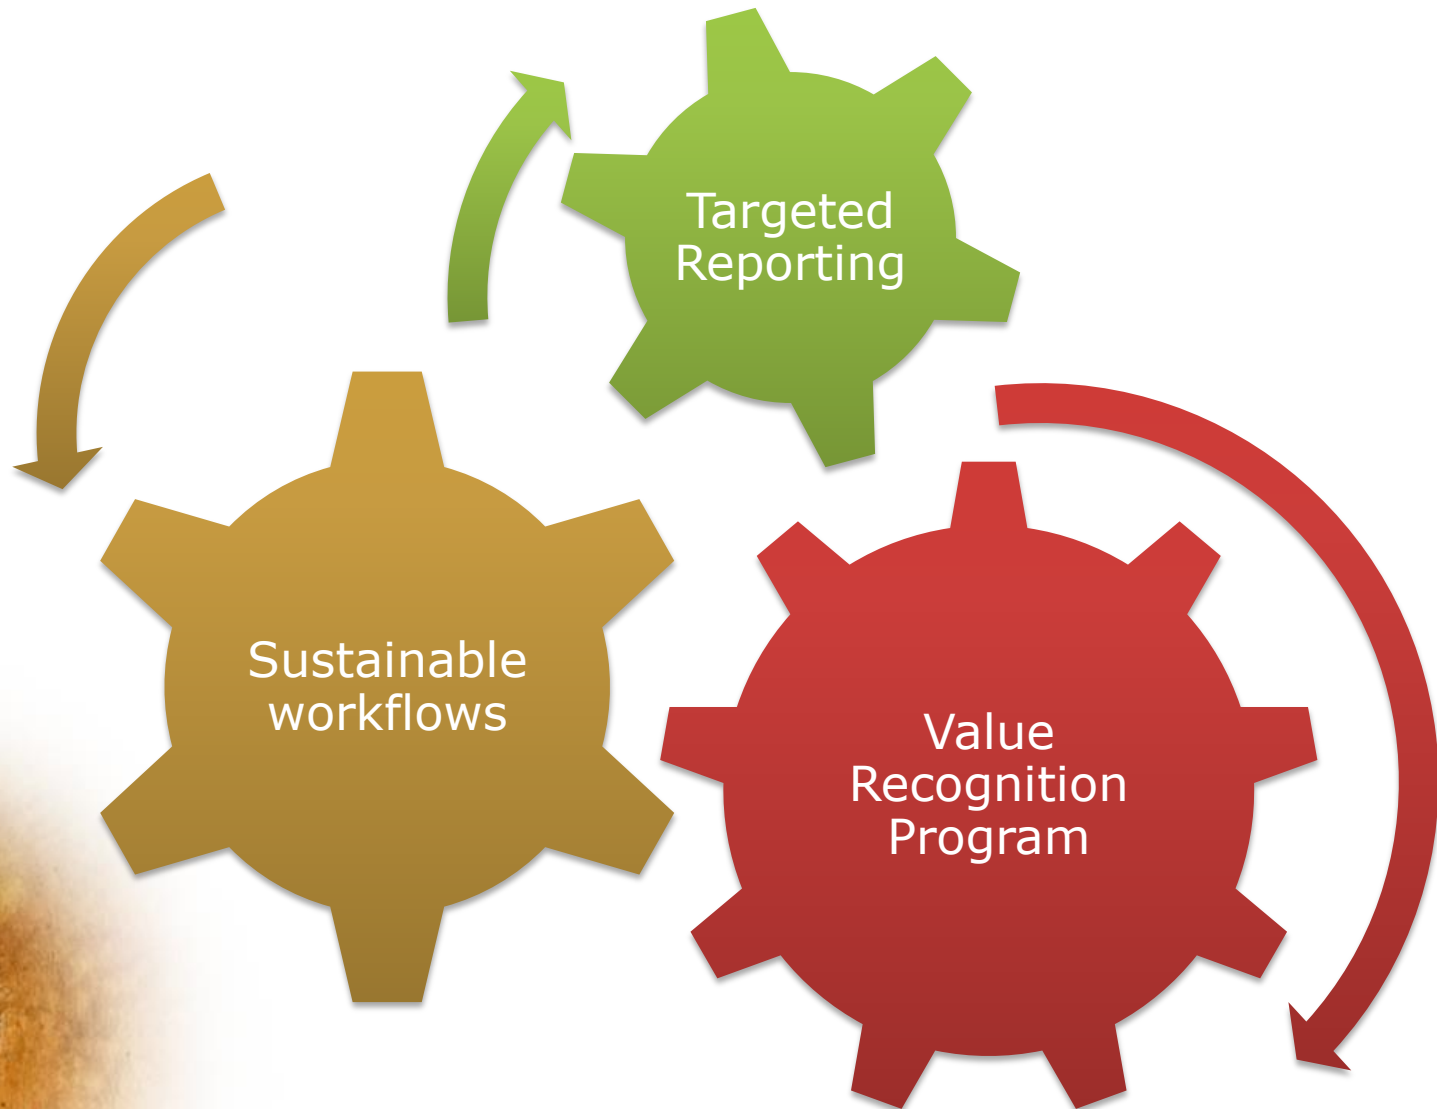 Targeted
Reporting
Sustainable
workflows
Value
Recognition
Program